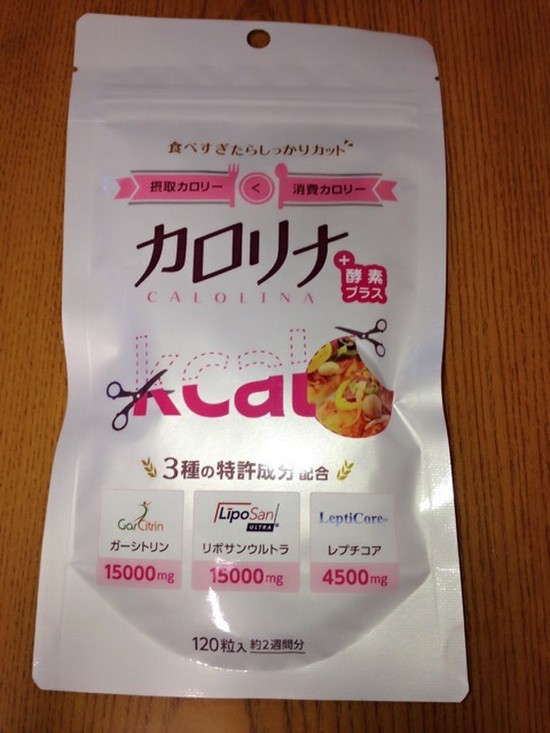 食べすぎたらしっかりカット
摂取カロリー < 消費カロリー
カロリナ
+
酵素
プラス
CALOLINA
kcal
3種の特許成分配合
GarCitrin
ガーシトリン
15000mg
LipoSan
ULTRA
リポサンウルトラ
15000mg
LeptiCore
レプチコア
4500mg
120粒入 約2週間分